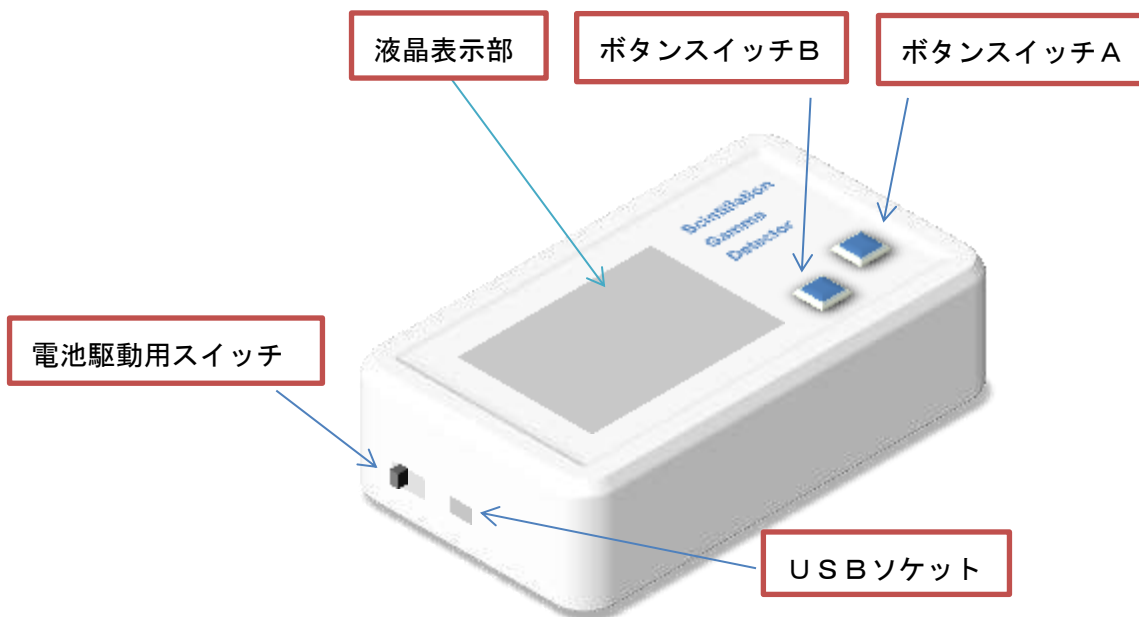 液晶表示部
ボタンスイッチB
ボタンスイッチA
Scintillation
Gamma
Detector
電池駆動用スイッチ
USBソケット